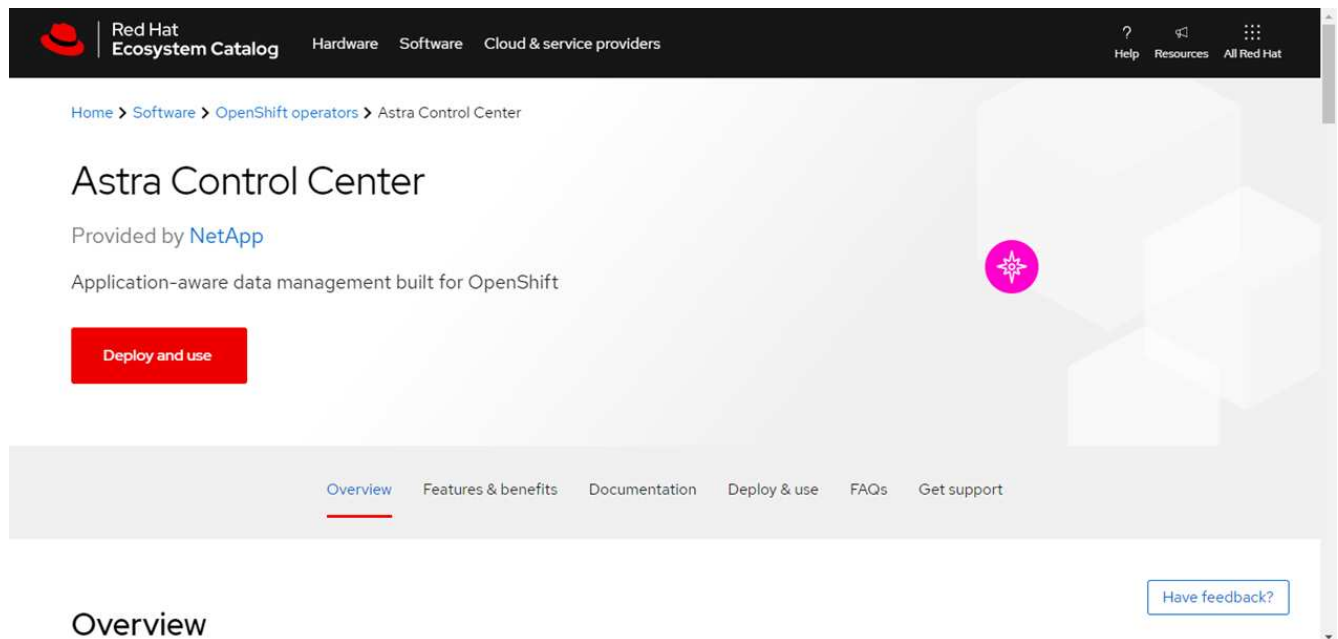 Red Hat
Ecosystem Catalog
Hardware Software Cloud & service providers
? Help Resources All Red Hat
Home > Software > OpenShift operators > Astra Control Center
Astra Control Center
Provided by NetApp
Application-aware data management built for OpenShift
Deploy and use
Overview Features & benefits Documentation Deploy & use FAQs Get support
Have feedback?
Overview